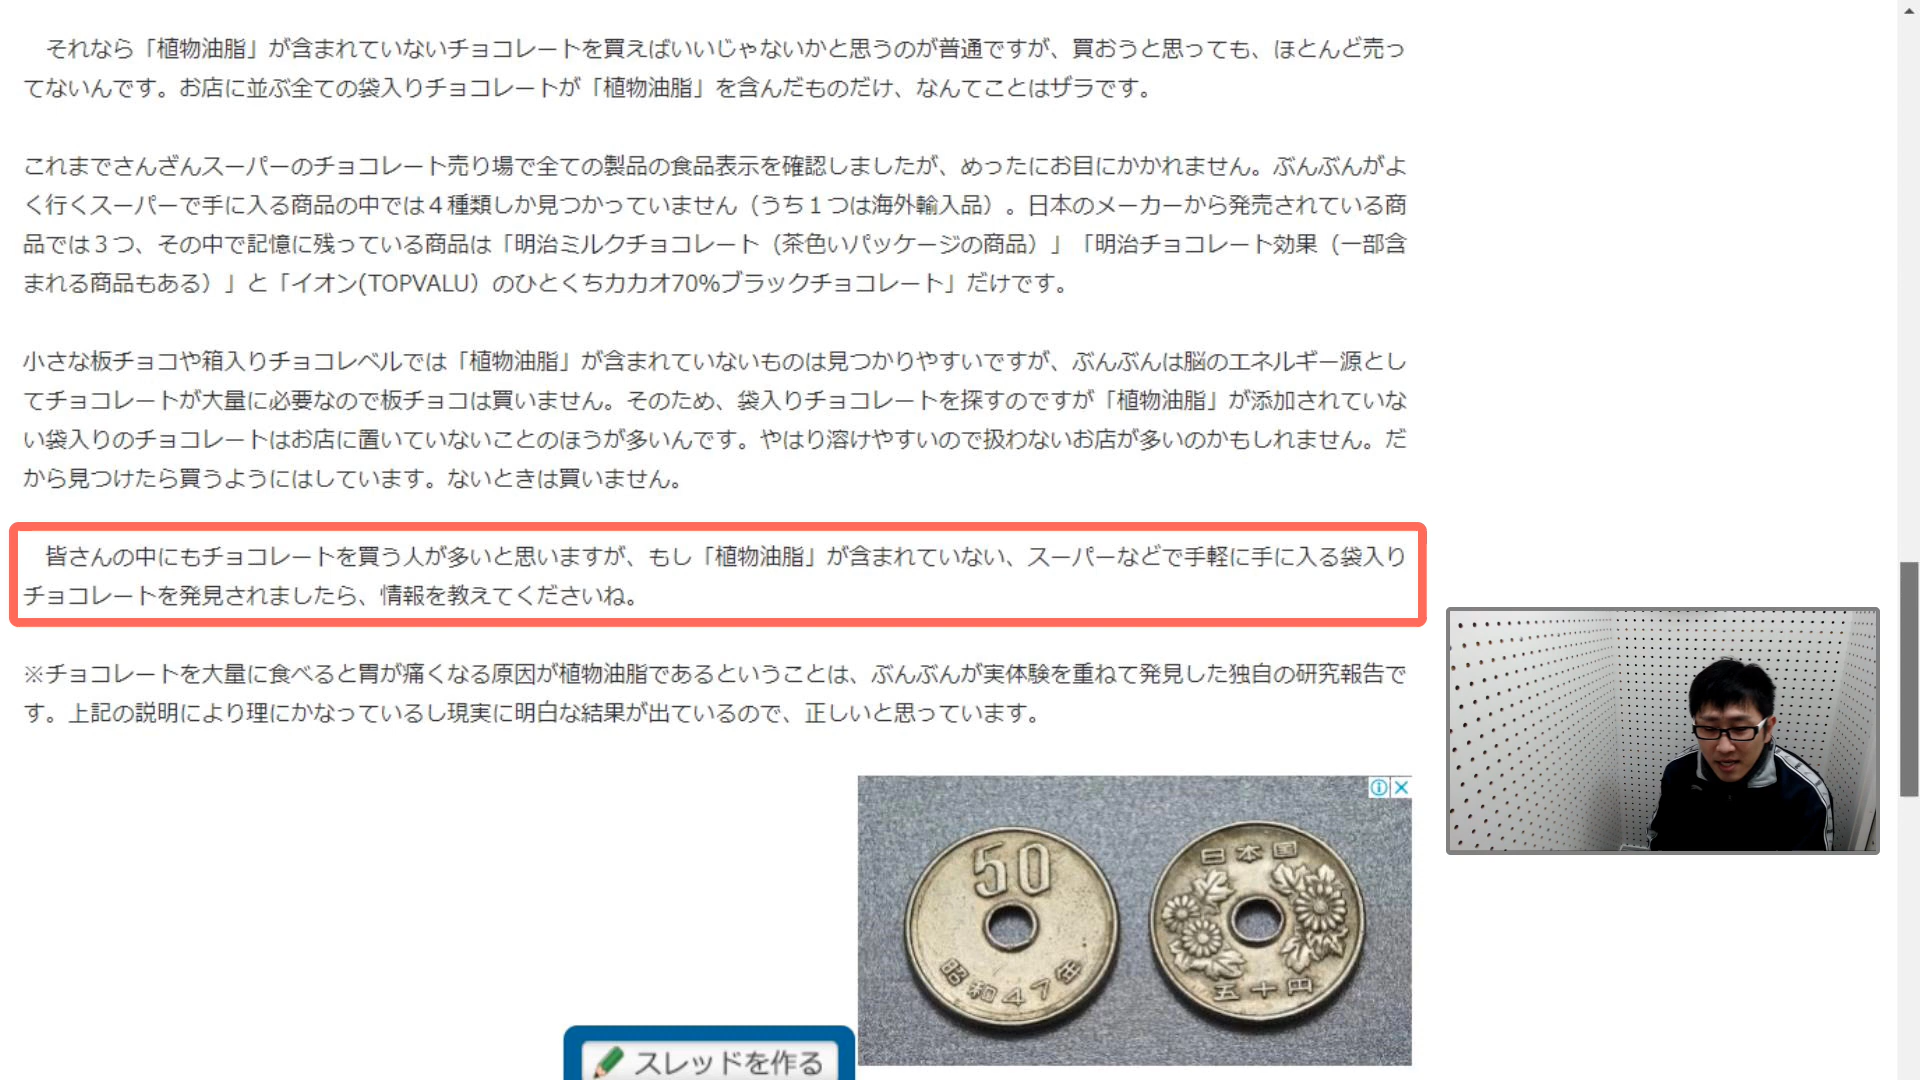 それなら「植物油脂」が含まれていないチョコレートを買えばいいじゃないかと思うのが普通ですが、買おうと思っても、ほとんど売っ
てないんです。お店に並ぶ全ての袋入りチョコレートが「植物油脂」を含んだものだけ、なんてことはザラです。
これまでさんざんスーパーのチョコレート売り場で全ての製品の食品表示を確認しましたが、めったにお目にかかれません。ぶんぶんがよ
く行くスーパーで手に入る商品の中では４種類しか見つかっていません（うち１つは海外輸入品）。日本のメーカーから発売されている商
品では３つ、その中で記憶に残っている商品は「明治ミルクチョコレート（茶色いパッケージの商品）」「明治チョコレート効果（一部含
まれる商品もある）」と「イオン(TOPVALU）のひとくちカカオ70%ブラックチョコレート」だけです。
小さな板チョコや箱入りチョコレベルでは「植物油脂」が含まれていないものは見つかりやすいですが、ぶんぶんは脳のエネルギー源とし
てチョコレートが大量に必要なので板チョコは買いません。そのため、袋入りチョコレートを探すのですが「植物油脂」が添加されていな
い袋入りのチョコレートはお店に置いていないことのほうが多いんです。やはり溶けやすいので扱わないお店が多いのかもしれません。だ
から見つけたら買うようにはしています。ないときは買いません。
皆さんの中にもチョコレートを買う人が多いと思いますが、もし「植物油脂」が含まれていない、スーパーなどで手軽に手に入る袋入り
チョコレートを発見されましたら、情報を教えてくださいね。
※チョコレートを大量に食べると胃が痛くなる原因が植物油脂であるということは、ぶんぶんが実体験を重ねて発見した独自の研究報告で
す。上記の説明により理にかなっているし現実に明白な結果が出ているので、正しいと思っています。
50
昭和47年
日本国
五十円
スレッドを作る